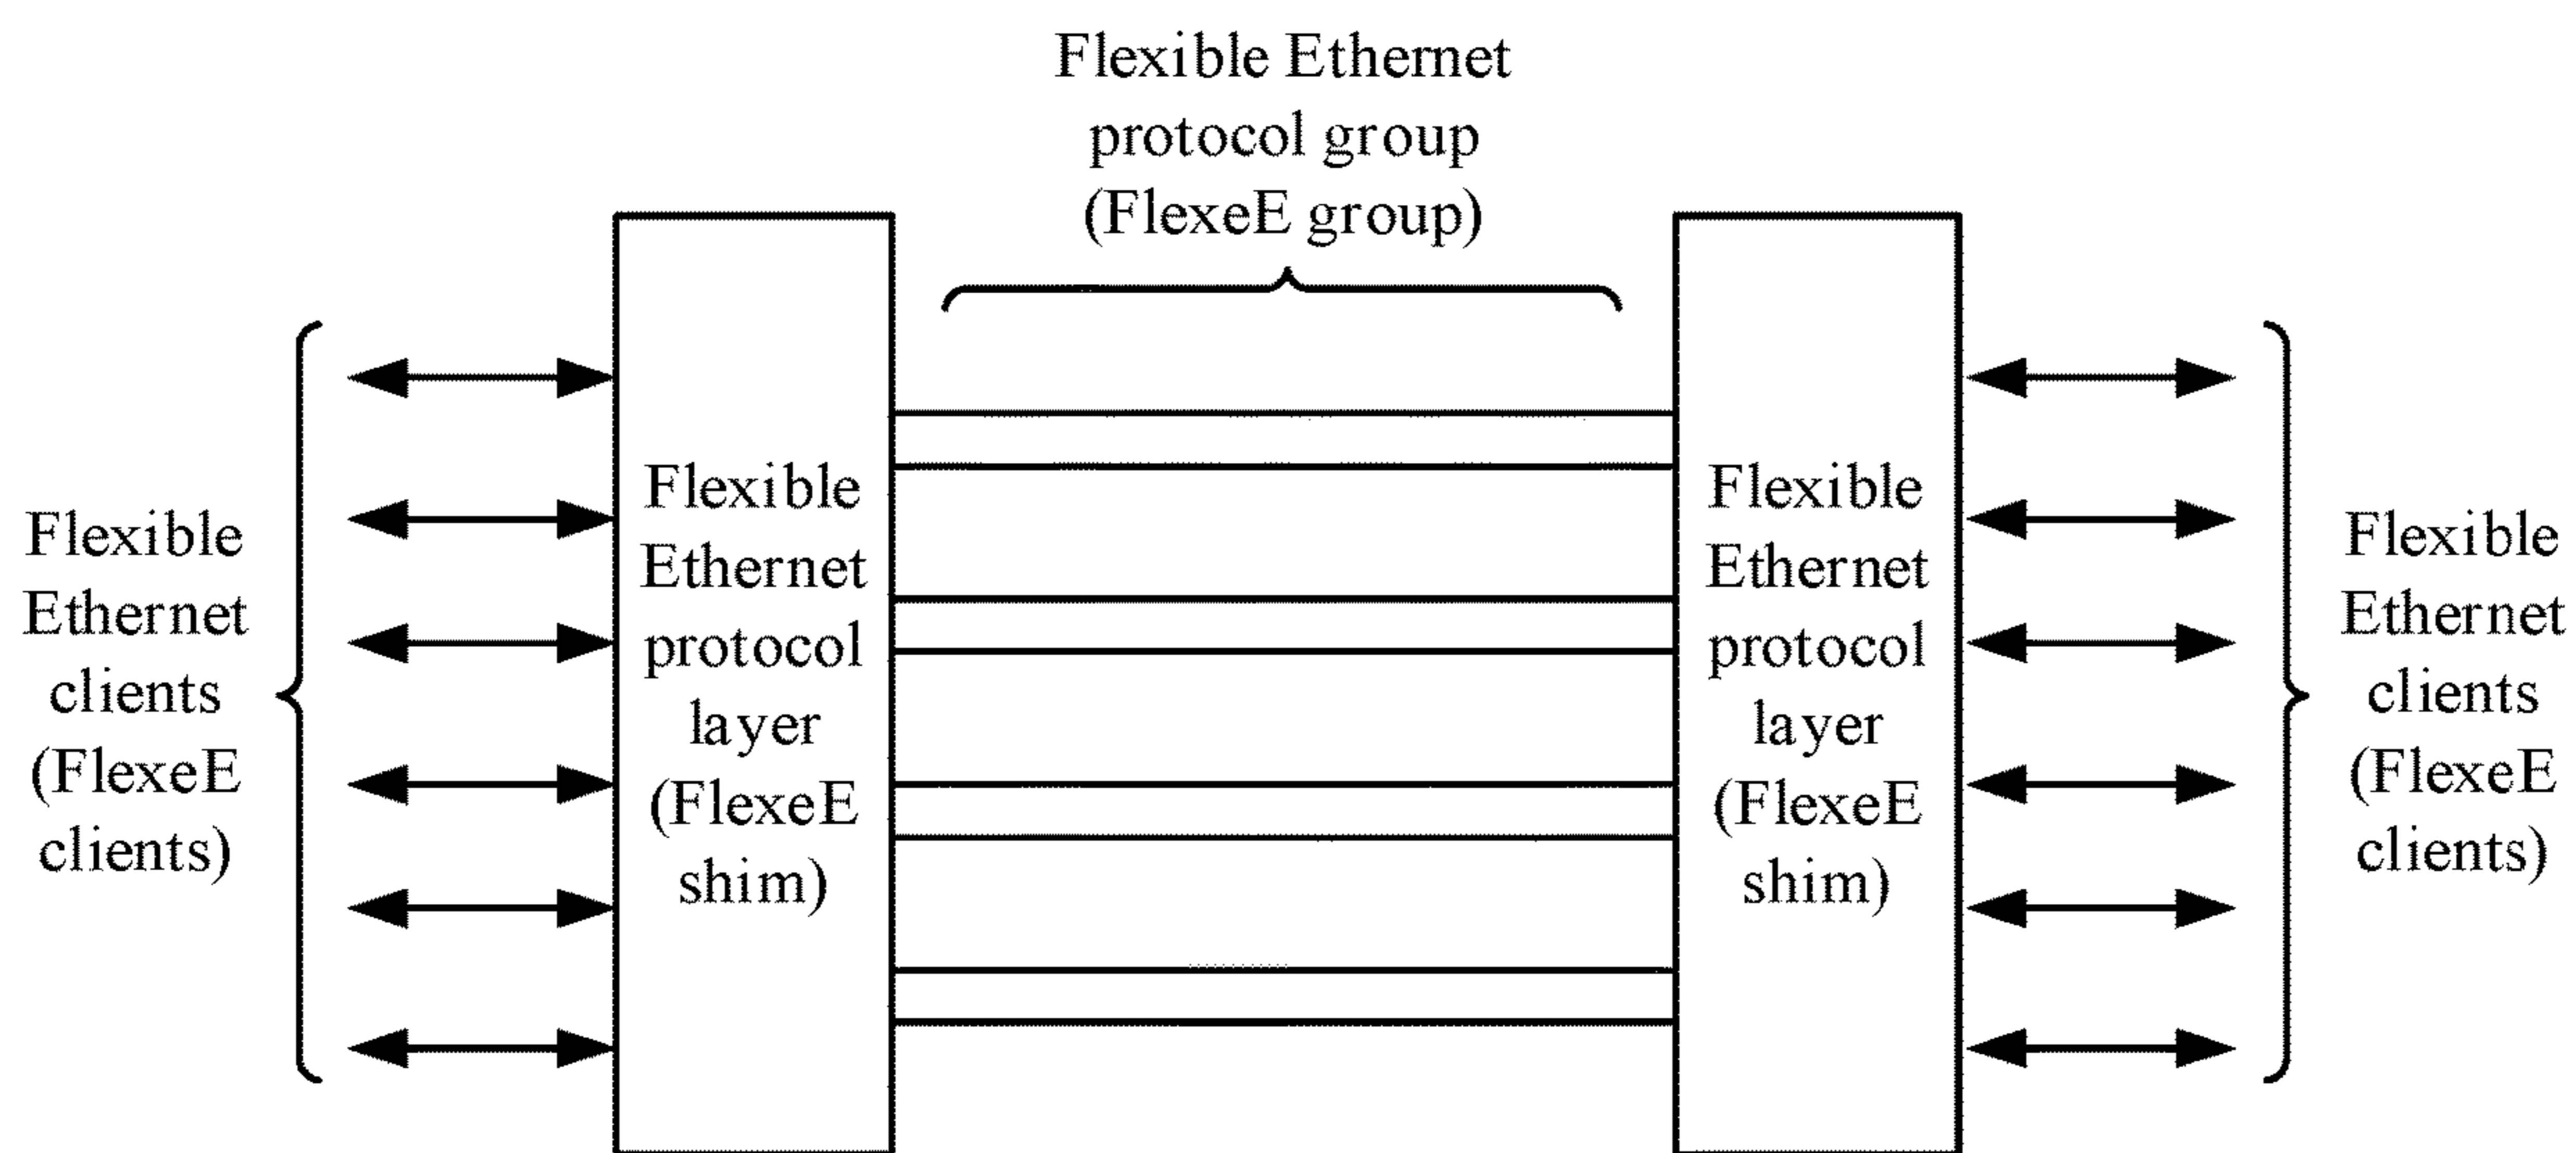 Flexible Ethernet
protocol group
(FlexeE group)
Flexible
Ethernet
clients
(FlexeE
clients)
Flexible
Ethernet
protocol
layer
(FlexeE
shim)
Flexible
Ethernet
protocol
layer
(FlexeE
shim)
Flexible
Ethernet
clients
(FlexeE
clients)